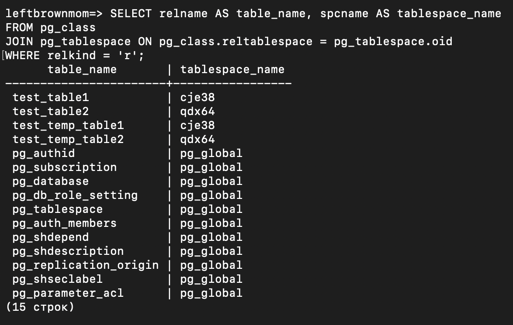 leftbrownmom=> SELECT relname AS table_name, spcname AS tablespace_name
FROM pg_class
JOIN pg_tablespace ON pg_class.reltablespace = pg_tablespace.oid
WHERE relkind = 'r';
table_name | tablespace_name
-----------------------+-----------------
test_table1 | cje38
test_table2 | qdx64
test_temp_table1 | cje38
test_temp_table2 | qdx64
pg_authid | pg_global
pg_subscription | pg_global
pg_database | pg_global
pg_db_role_setting | pg_global
pg_tablespace | pg_global
pg_auth_members | pg_global
pg_shdepend | pg_global
pg_shdescription | pg_global
pg_replication_origin | pg_global
pg_shseclabel | pg_global
pg_parameter_acl | pg_global
(15 строк)